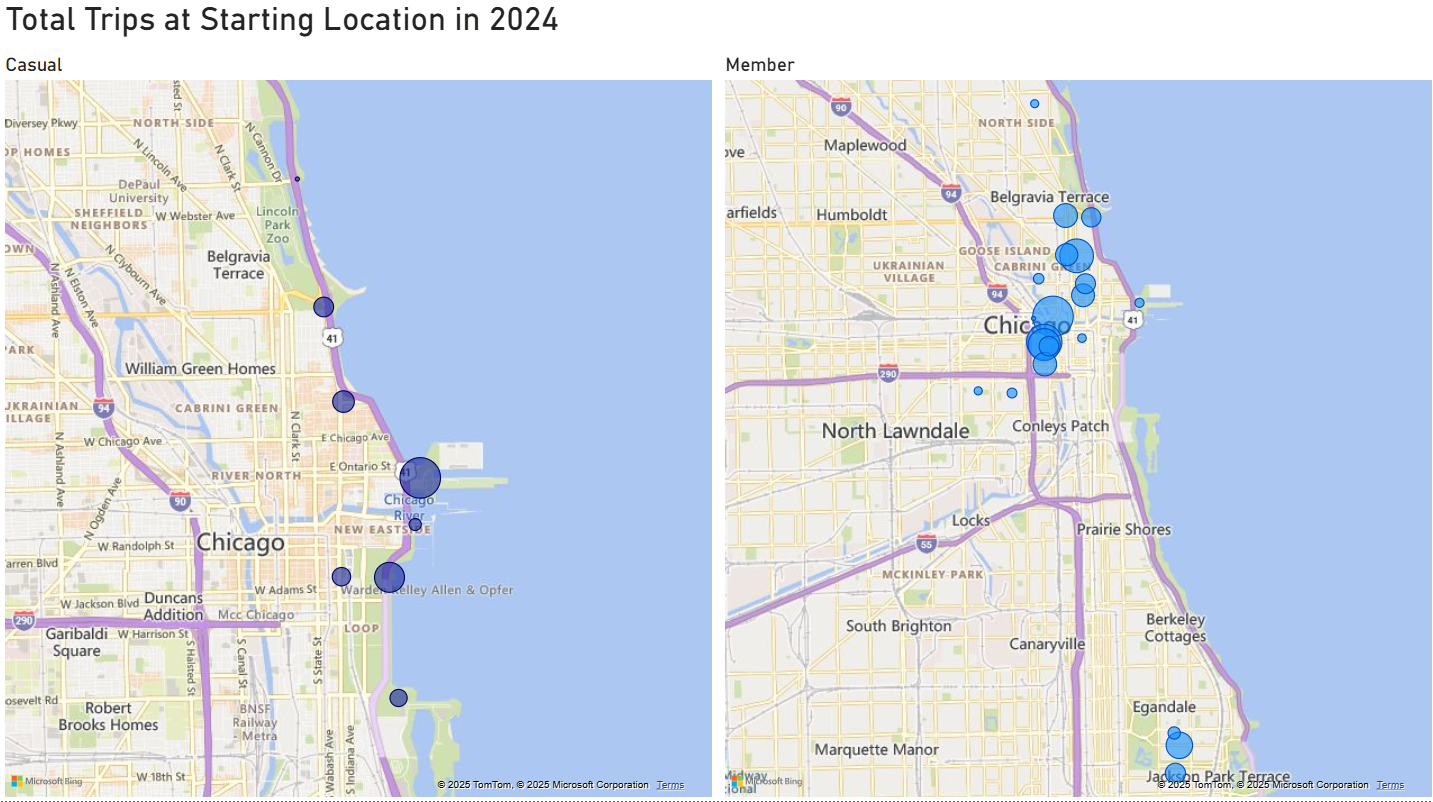 Total Trips at Starting Location in 2024
Casual
Member
Diversey Pkwy
NORTH SIDE
OP HOMES
N Lincoln Ave
N Clark St
N Cannon Dr
DePaul
University
SHEFFIELD
NEIGHBORS
W Webster Ave
Lincoln
Park
Zoo
OWN
N Ashland Ave
N Elston Ave
N Clybourn Ave
Belgravia
Terrace
41
PARK
William Green Homes
UKRAINIAN
VILLAGE
94
CABRINI GREEN
N Clark St
W Chicago Ave
E Chicago Ave
N Ashland Ave
RIVER NORTH
E Ontario St
41
90
N Ogden Ave
Chicago
River
NEW EASTSIDE
Chicago
W Randolph St
arren Blvd
W Adams St
Warder Kelley Allen & Opfer
Duncans
Addition
W Jackson Blvd
Mcc Chicago
290
Garibaldi
Square
W Harrison St
LOOP
S Halsted St
S Canal St
S State St
osevelt Rd
Robert
Brooks Homes
BNSF
Railway
- Metra
S Wabash Ave
S Indiana Ave
W 18th St
Microsoft Bing
© 2025 TomTom, © 2025 Microsoft Corporation Terms
90
NORTH SIDE
Maplewood
ove
94
Belgravia Terrace
arfields
Humboldt
GOOSE ISLAND
CABRINI GREEN
UKRAINIAN
VILLAGE
94
Chicago
41
290
North Lawndale
Conleys Patch
Locks
55
Prairie Shores
MCKINLEY PARK
South Brighton
Berkeley
Cottages
Canaryville
Egandale
Marquette Manor
Jackson Park Terrace
Midway
ional
Microsoft Bing
© 2025 TomTom, © 2025 Microsoft Corporation Terms